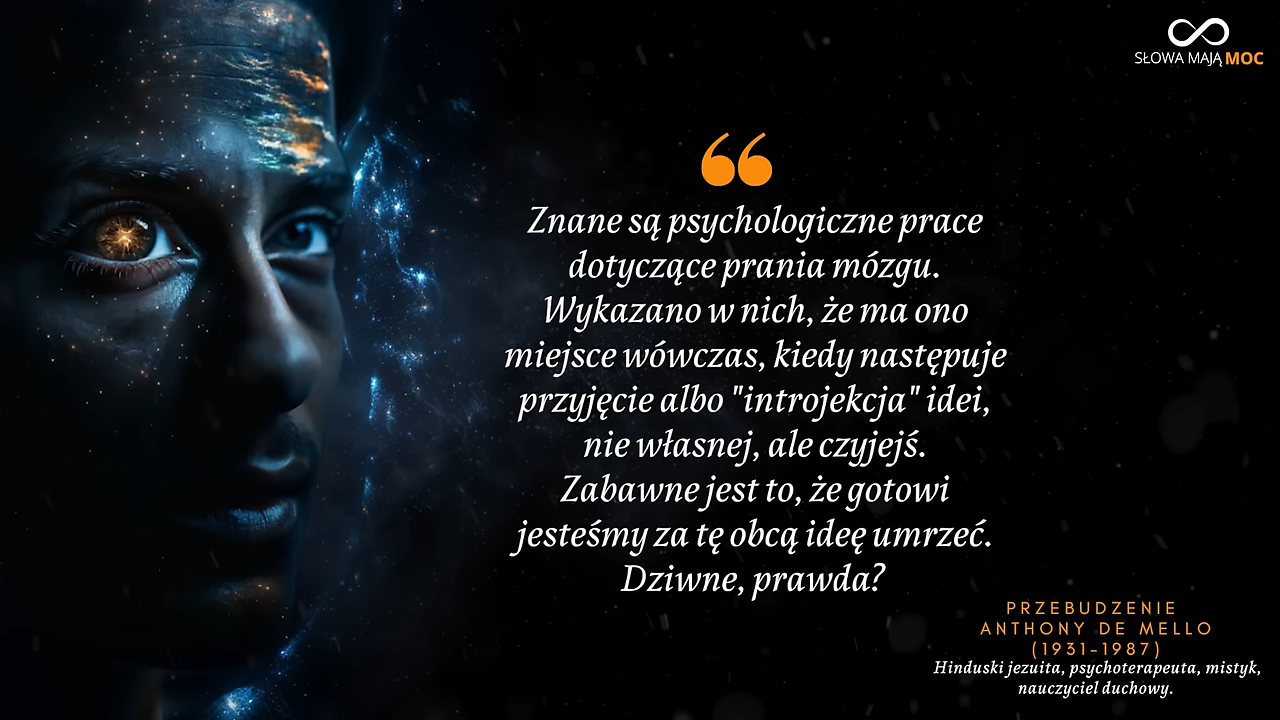 SŁOWA MAJĄ MOC
Znane są psychologiczne prace
dotyczące prania mózgu.
Wykazano w nich, że ma ono
miejsce wówczas, kiedy następuje
przyjęcie albo "introjekcja" idei,
nie własnej, ale czyjejś.
Zabawne jest to, że gotowi
jesteśmy za tę obcą ideę umrzeć.
Dziwne, prawda?
PRZEBUDZENIE
ANTHONY DE MELLO
(1931-1987)
Hinduski jezuita, psychoterapeuta, mistyk,
nauczyciel duchowy.